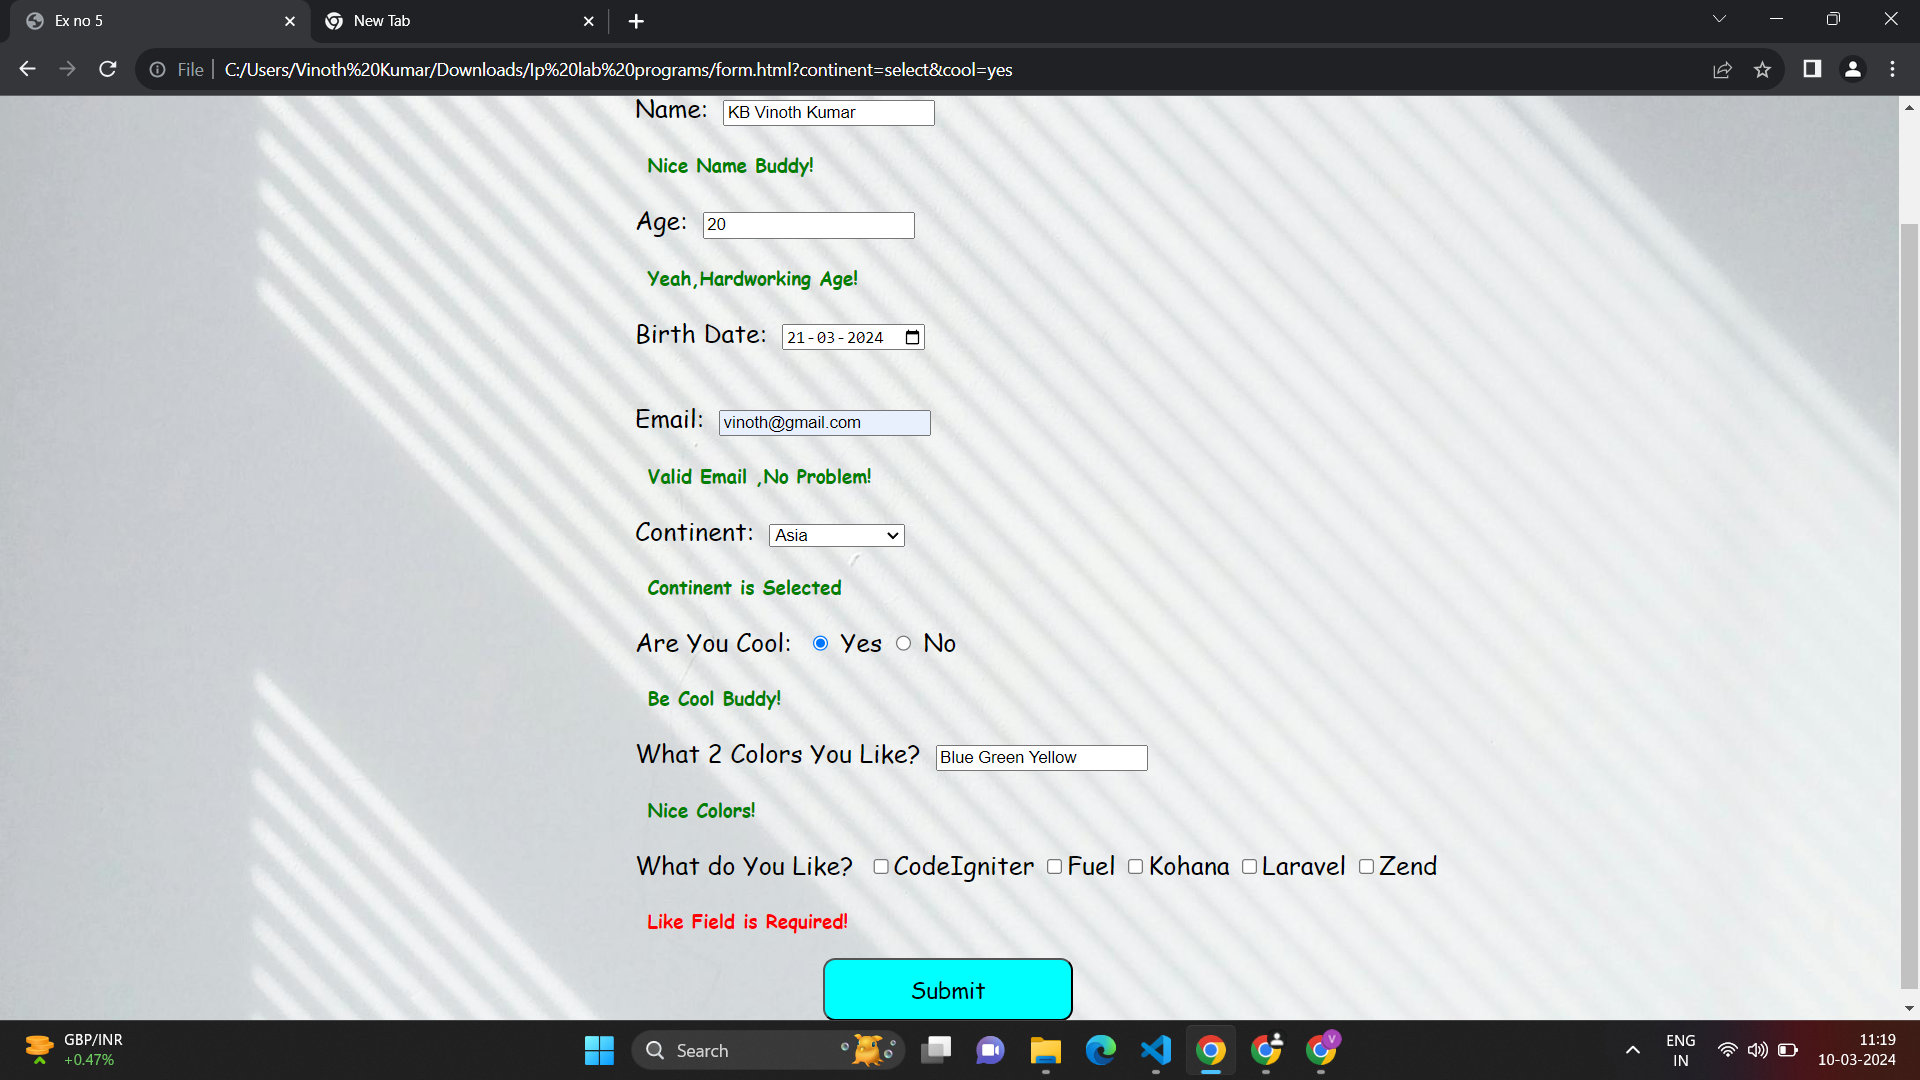 Ex no 5
New Tab
File
C:/Users/Vinoth%20Kumar/Downloads/Ip%20lab%20programs/form.html?continent=select&cool=yes
Name: KB Vinoth Kumar
Nice Name Buddy!
Age: 20
Yeah,Hardworking Age!
Birth Date: 21-03-2024
Email: vinoth@gmail.com
Valid Email ,No Problem!
Continent: Asia
Continent is Selected
Are You Cool: Yes No
Be Cool Buddy!
What 2 Colors You Like? Blue Green Yellow
Nice Colors!
What do You Like? CodeIgniter Fuel Kohana Laravel Zend
Like Field is Required!
Submit
GBP/INR
+0.47%
Search
V
ENG
IN
11:19
10-03-2024